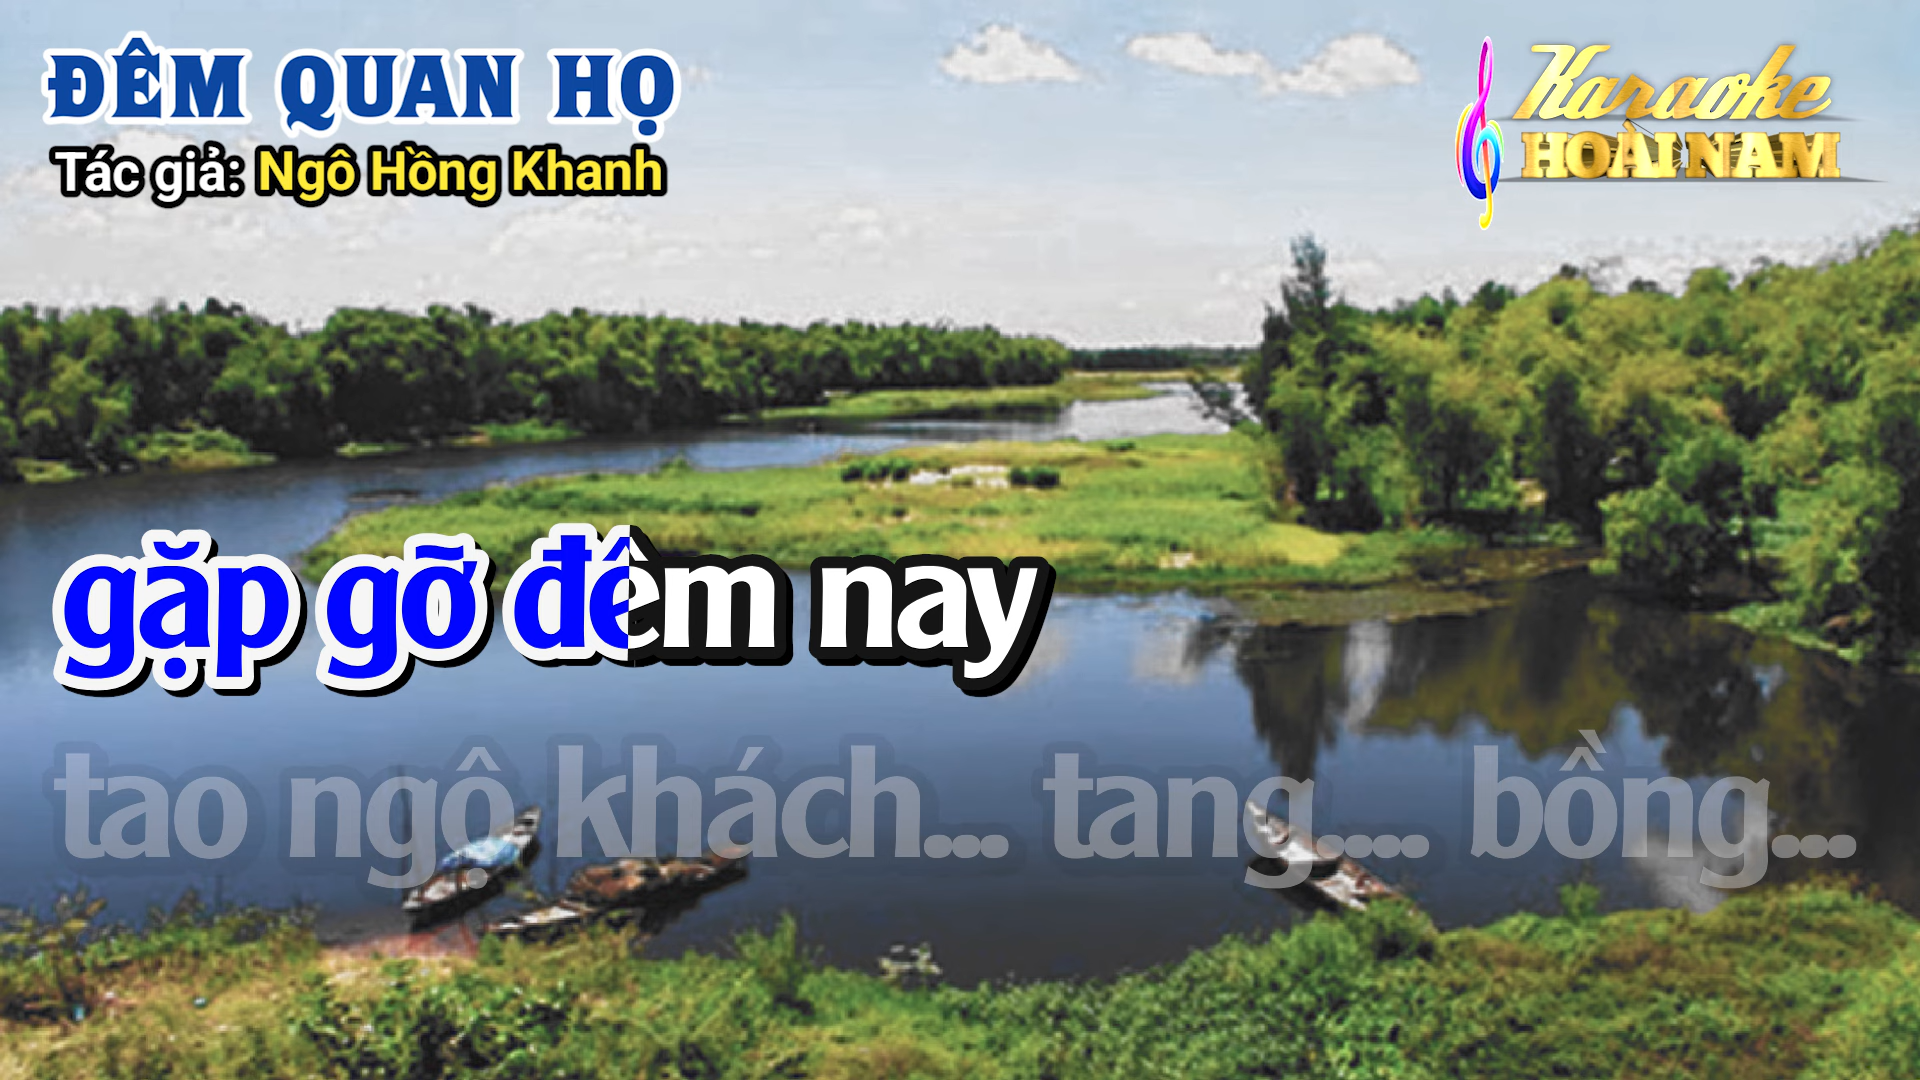 ĐÊM QUAN HỌ
Tác giả: Ngô Hồng Khanh
Karaoke
HOÀI NAM
gặp gỡ đêm nay
tao ngộ khách... tang.... bồng...